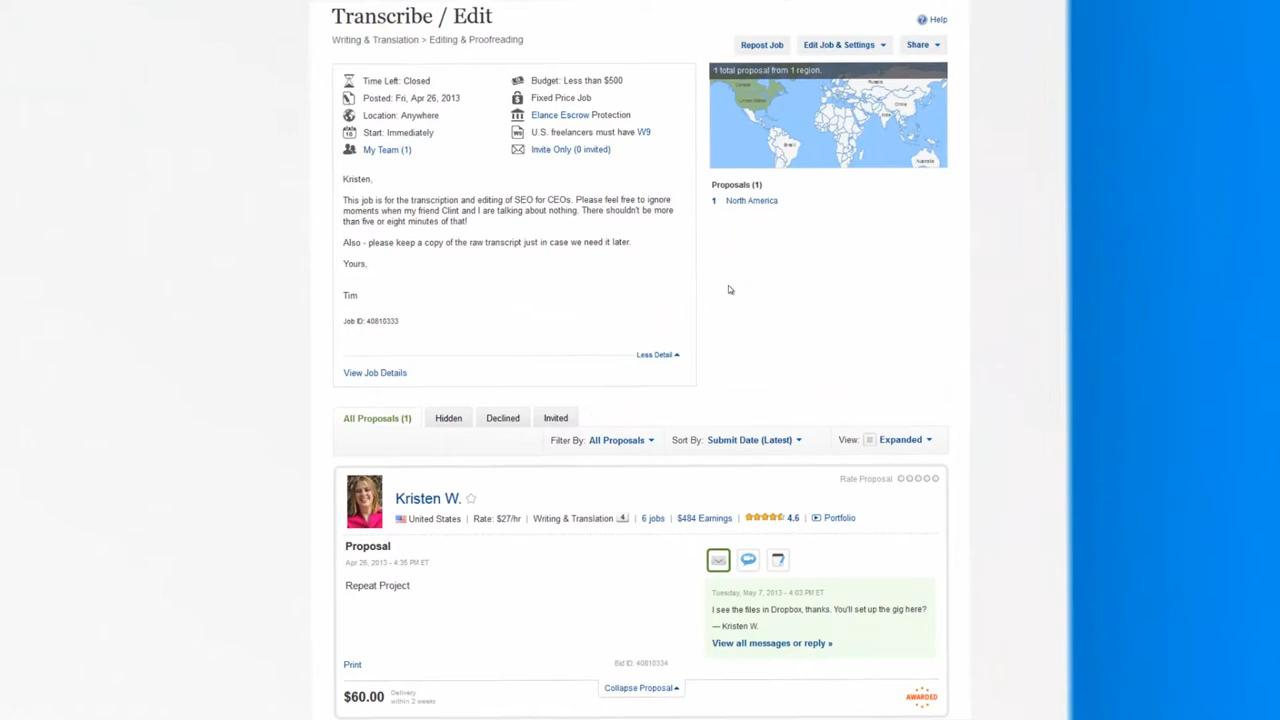 Transcribe / Edit
Help
Writing & Translation > Editing & Proofreading
Repost Job
Edit Job & Settings
Share
Time Left: Closed
Posted: Fri, Apr 26, 2013
Location: Anywhere
Start: Immediately
My Team (1)
Budget: Less than $500
Fixed Price Job
Elance Escrow Protection
U.S. freelancers must have W9
Invite Only (0 invited)
1 total proposal from 1 region.
Canada
United States
Russia
China
India
Brazil
Australia
Proposals (1)
1 North America
Kristen,
This job is for the transcription and editing of SEO for CEOs. Please feel free to ignore
moments when my friend Clint and I are talking about nothing. There shouldn't be more
than five or eight minutes of that!
Also - please keep a copy of the raw transcript just in case we need it later.
Yours,
Tim
Job ID: 40810333
Less Detail
View Job Details
All Proposals (1)
Hidden
Declined
Invited
Filter By: All Proposals
Sort By: Submit Date (Latest)
View: Expanded
Rate Proposal
Kristen W.
United States | Rate: $27/hr | Writing & Translation 4 | 6 jobs | $484 Earnings | 4.6 | Portfolio
Proposal
Apr 26, 2013 - 4:35 PM ET
Repeat Project
Tuesday, May 7, 2013 - 4:03 PM ET
I see the files in Dropbox, thanks. You'll set up the gig here?
— Kristen W.
View all messages or reply »
Print
Bid ID: 40810334
Collapse Proposal
$60.00
Delivery
within 2 weeks
AWARDED